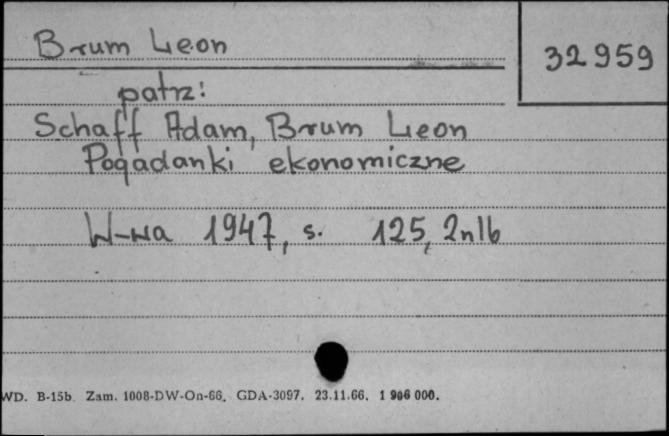 Brum Leon
32959
patrz:
Schaff Adam, Brum Leon
Pogadanki ekonomiczne
W-wa 1947, s. 125, 2nlb
WD. B-15b. Zam. 1008-DW-On-66. GDA-3097. 23.11.66. 1 906 000.